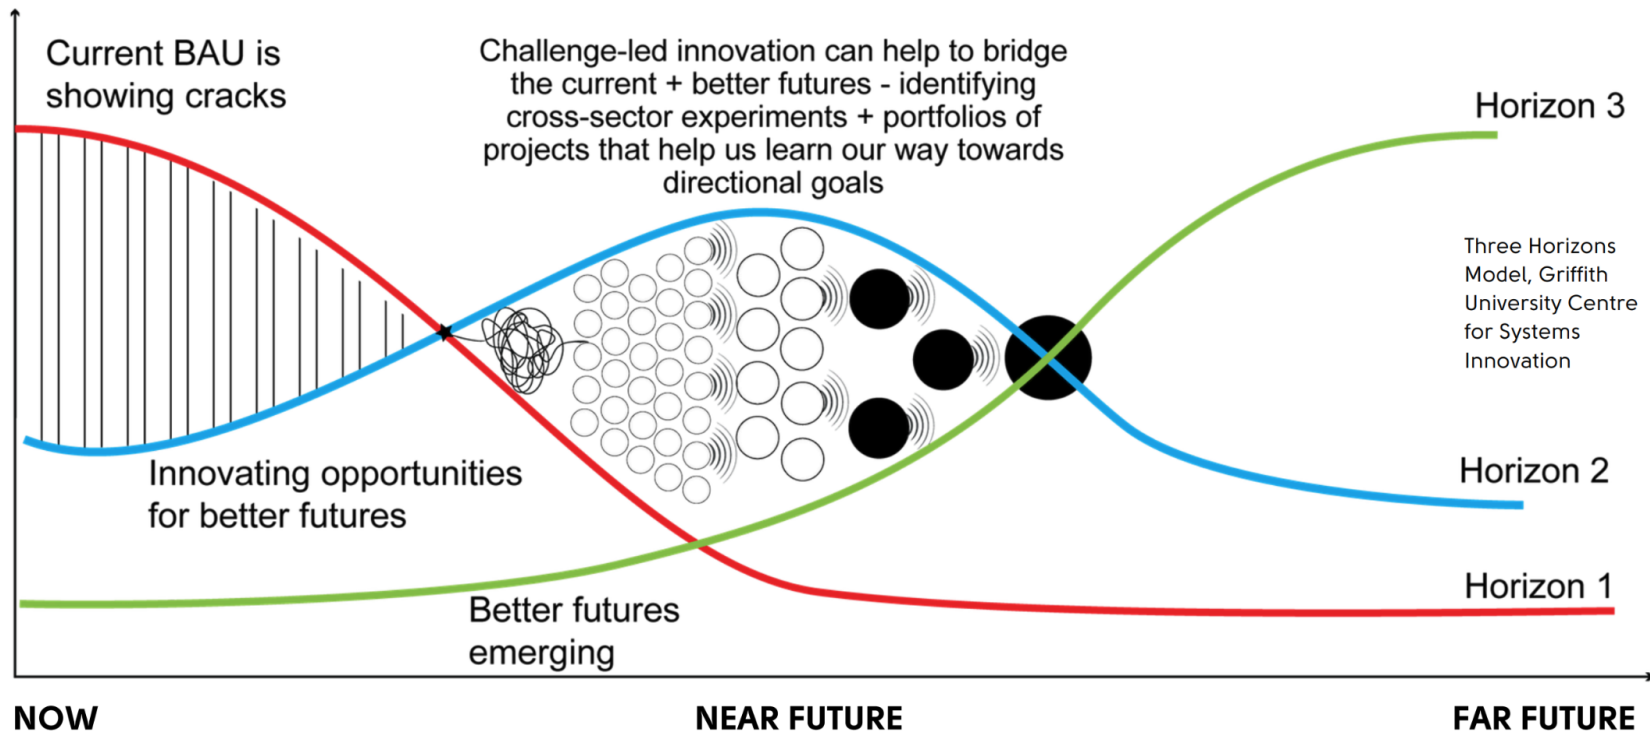 Current BAU is
showing cracks
Challenge-led innovation can help to bridge
the current + better futures - identifying
cross-sector experiments + portfolios of
projects that help us learn our way towards
directional goals
Horizon 3
Three Horizons
Model, Griffith
University Centre
for Systems
Innovation
Innovating opportunities
for better futures
Horizon 2
Horizon 1
Better futures
emerging
NOW
NEAR FUTURE
FAR FUTURE